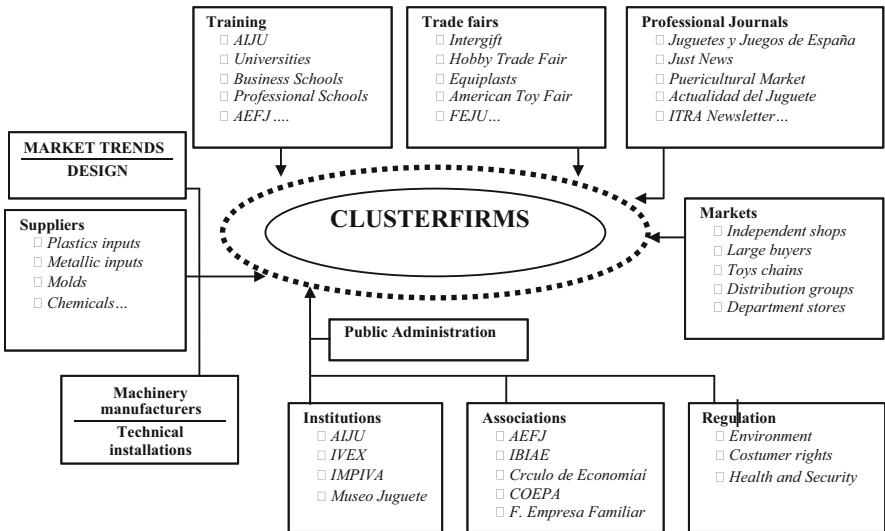 Training
AIJU
Universities
Business Schools
Professional Schools
AEFJ ....
Trade fairs
Intergift
Hobby Trade Fair
Equiplasts
American Toy Fair
FEJU...
Professional Journals
Juguetes y Juegos de España
Just News
Puericultural Market
Actualidad del Juguete
ITRA Newsletter...
MARKET TRENDS
DESIGN
CLUSTERFIRMS
Suppliers
Plastics inputs
Metallic inputs
Molds
Chemicals...
Markets
Independent shops
Large buyers
Toys chains
Distribution groups
Department stores
Public Administration
Machinery
manufacturers
Technical
installations
Institutions
AIJU
IVEX
IMPIVA
Museo Juguete
Associations
AEFJ
IBIAE
Crculo de Economíaí
COEPA
F. Empresa Familiar
Regulation
Environment
Costumer rights
Health and Security